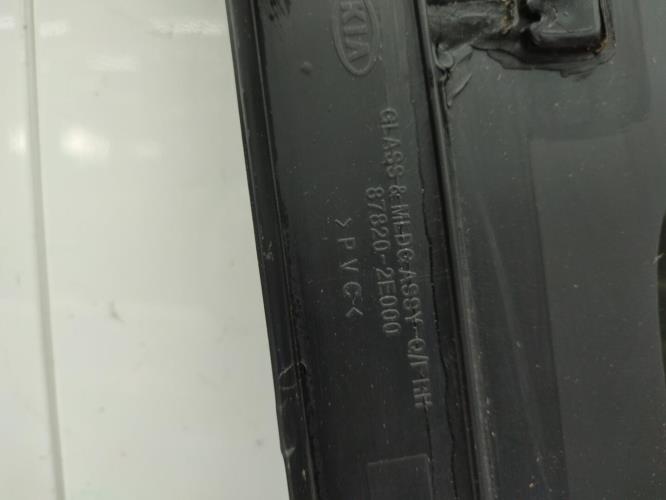 KIA
GLASS & MLDG ASSY-Q/T RH
87820-2E000
>PVC<